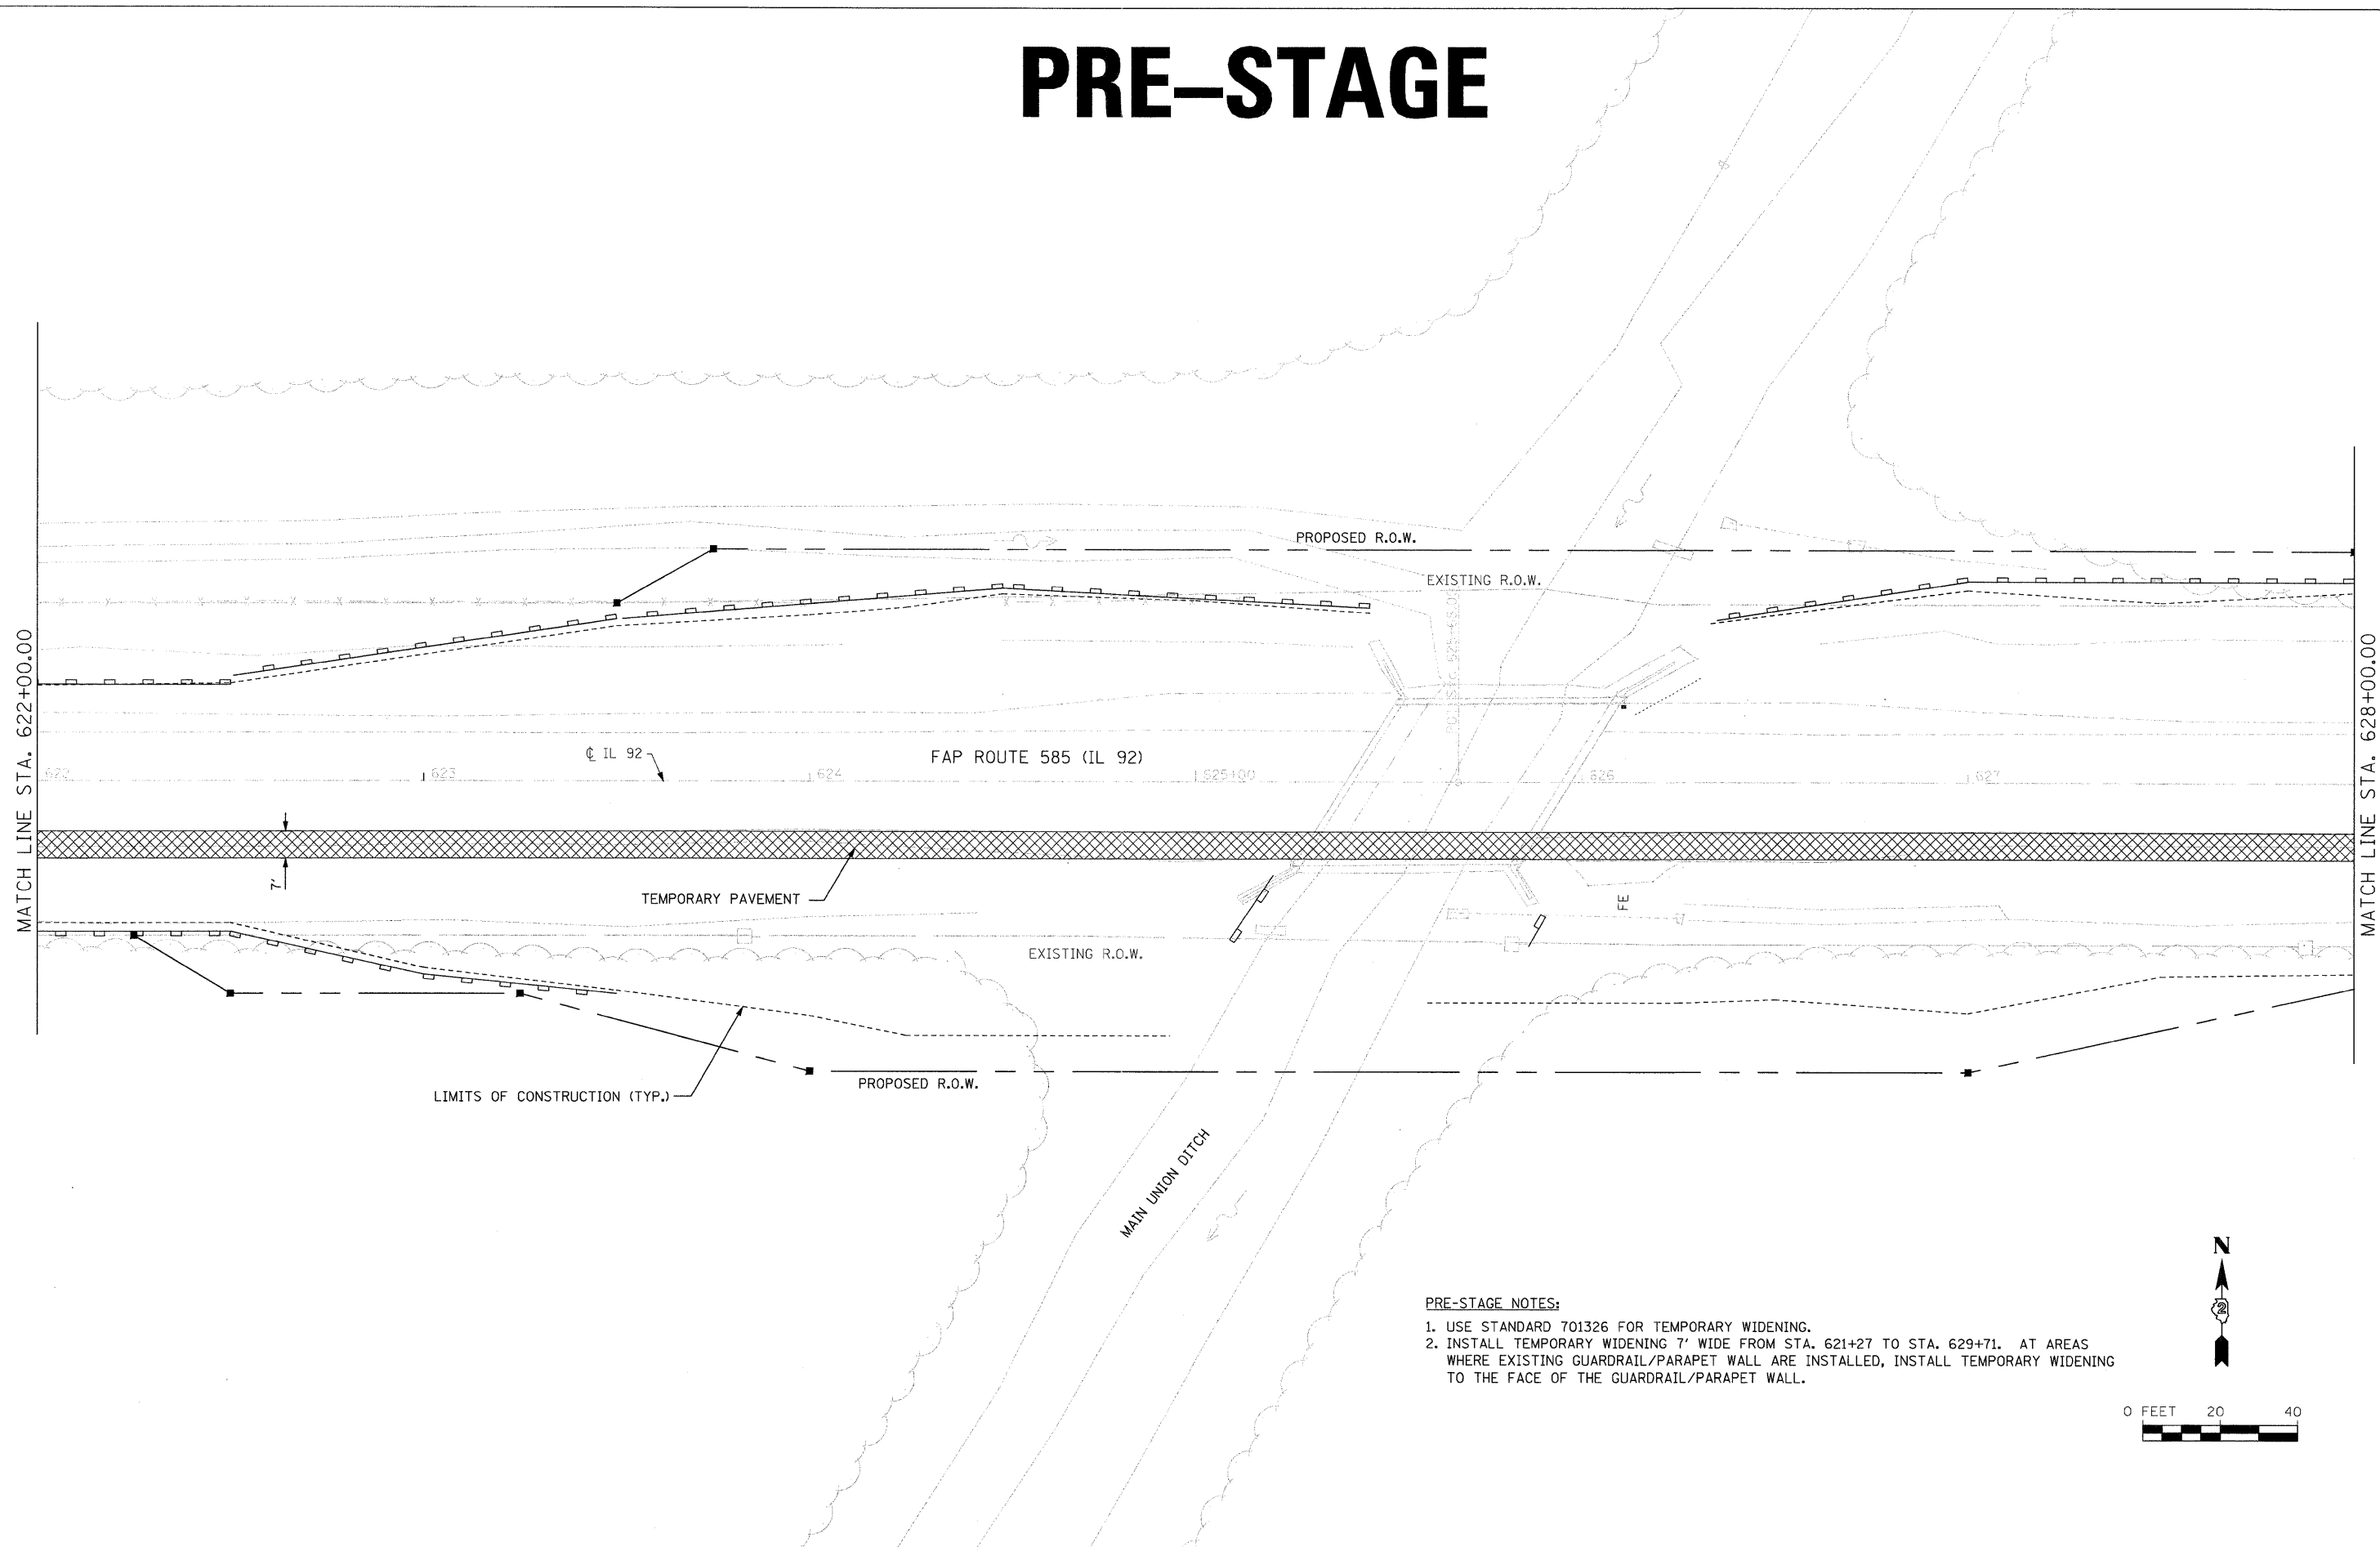 PRE-STAGE
PROPOSED R.O.W.
EXISTING R.O.W.
MATCH LINE STA. 622+00.00
MATCH LINE STA. 628+00.00
℄ IL 92
FAP ROUTE 585 (IL 92)
622
623
624
625+00
626
627
7'
TEMPORARY PAVEMENT
FE
EXISTING R.O.W.
PROPOSED R.O.W.
LIMITS OF CONSTRUCTION (TYP.)
MAIN UNION DITCH
N
2
PRE-STAGE NOTES:
1. USE STANDARD 701326 FOR TEMPORARY WIDENING.
2. INSTALL TEMPORARY WIDENING 7' WIDE FROM STA. 621+27 TO STA. 629+71. AT AREAS
WHERE EXISTING GUARDRAIL/PARAPET WALL ARE INSTALLED, INSTALL TEMPORARY WIDENING
TO THE FACE OF THE GUARDRAIL/PARAPET WALL.
0 FEET 20 40